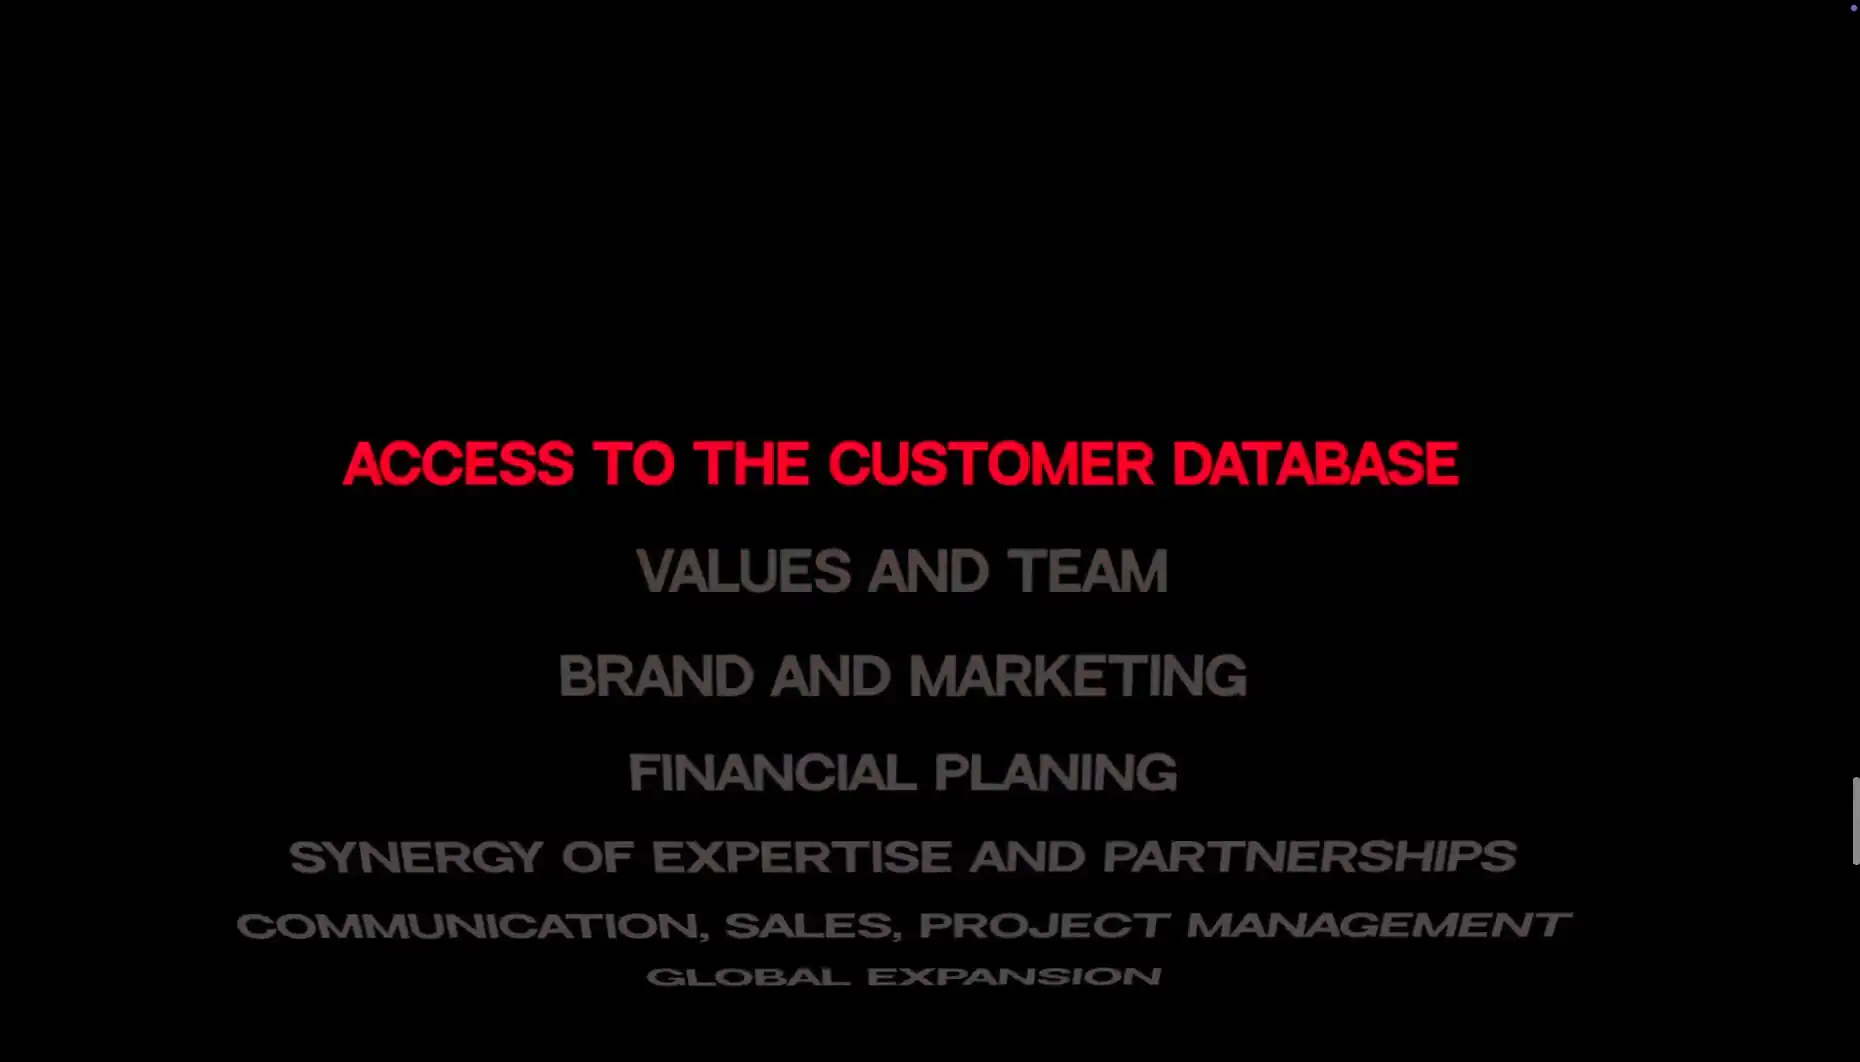 ACCESS TO THE CUSTOMER DATABASE
VALUES AND TEAM
BRAND AND MARKETING
FINANCIAL PLANING
SYNERGY OF EXPERTISE AND PARTNERSHIPS
COMMUNICATION, SALES, PROJECT MANAGEMENT
GLOBAL EXPANSION